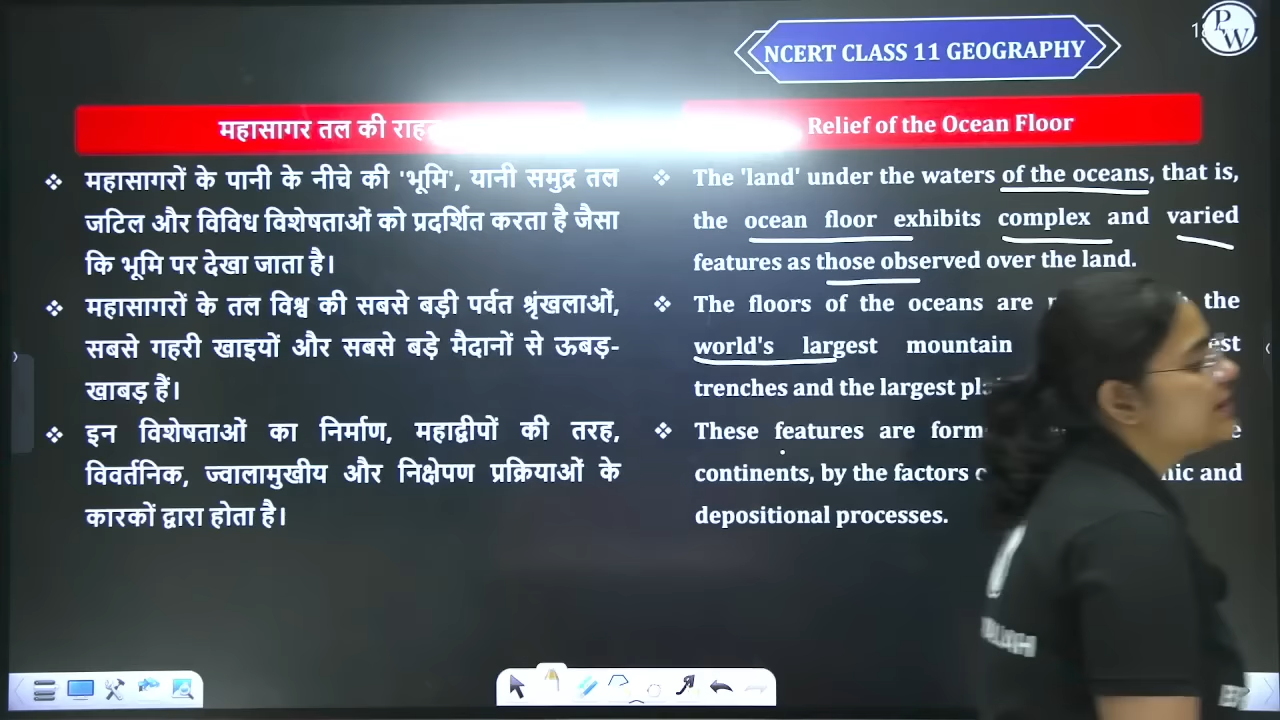 NCERT CLASS 11 GEOGRAPHY
PW
महासागर तल की
Relief of the Ocean Floor
महासागरों के पानी के नीचे की 'भूमि', यानी समुद्र तल
जटिल और विविध विशेषताओं को प्रदर्शित करता है जैसा
कि भूमि पर देखा जाता है।
महासागरों के तल विश्व की सबसे बड़ी पर्वत श्रृंखलाओं,
सबसे गहरी खाइयों और सबसे बड़े मैदानों से ऊबड़-
खाबड़ हैं।
इन विशेषताओं का निर्माण, महाद्वीपों की तरह,
विवर्तनिक, ज्वालामुखीय और निक्षेपण प्रक्रियाओं के
कारकों द्वारा होता है।
The 'land' under the waters of the oceans, that is,
the ocean floor exhibits complex and varied
features as those observed over the land.
The floors of the oceans are the
world's largest mountain
trenches and the largest
These features are
continents, by the factors and
depositional processes.